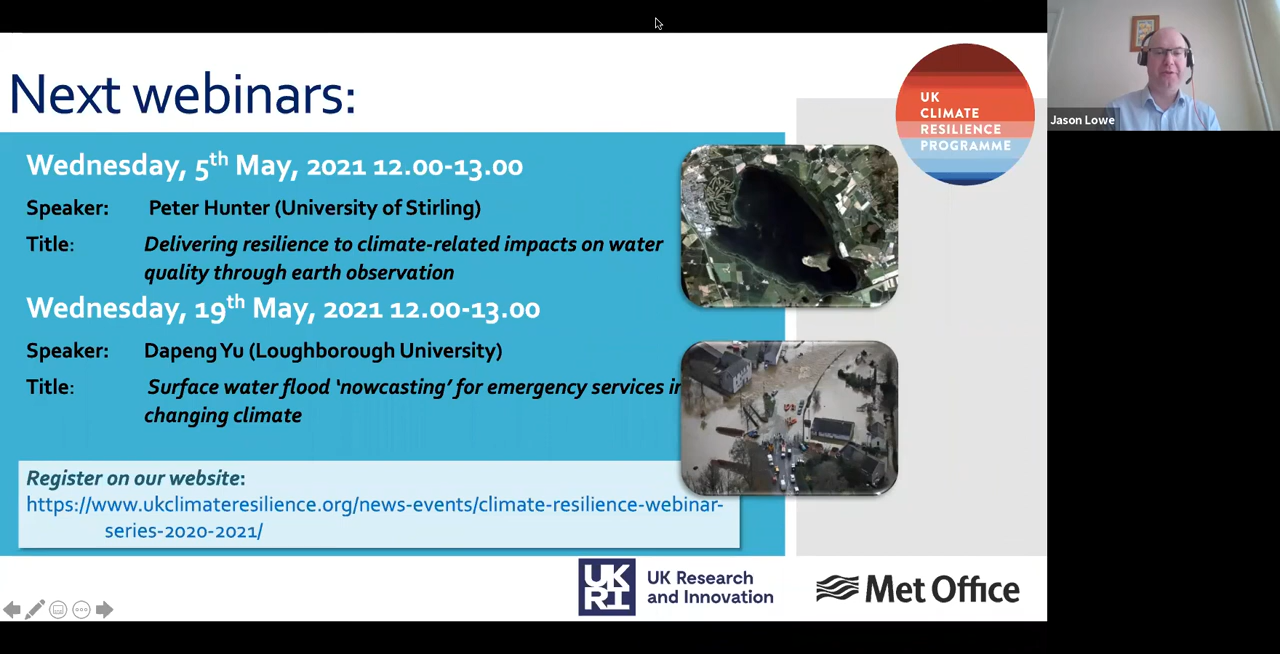 Next webinars:
UK
CLIMATE
RESILIENCE
PROGRAMME
Jason Lowe
Wednesday, 5th May, 2021 12.00-13.00
Speaker: Peter Hunter (University of Stirling)
Title: Delivering resilience to climate-related impacts on water
quality through earth observation
Wednesday, 19th May, 2021 12.00-13.00
Speaker: Dapeng Yu (Loughborough University)
Title: Surface water flood ‘nowcasting’ for emergency services in
changing climate
Register on our website:
https://www.ukclimateresilience.org/news-events/climate-resilience-webinar-
series-2020-2021/
UK
RI
UK Research
and Innovation
Met Office